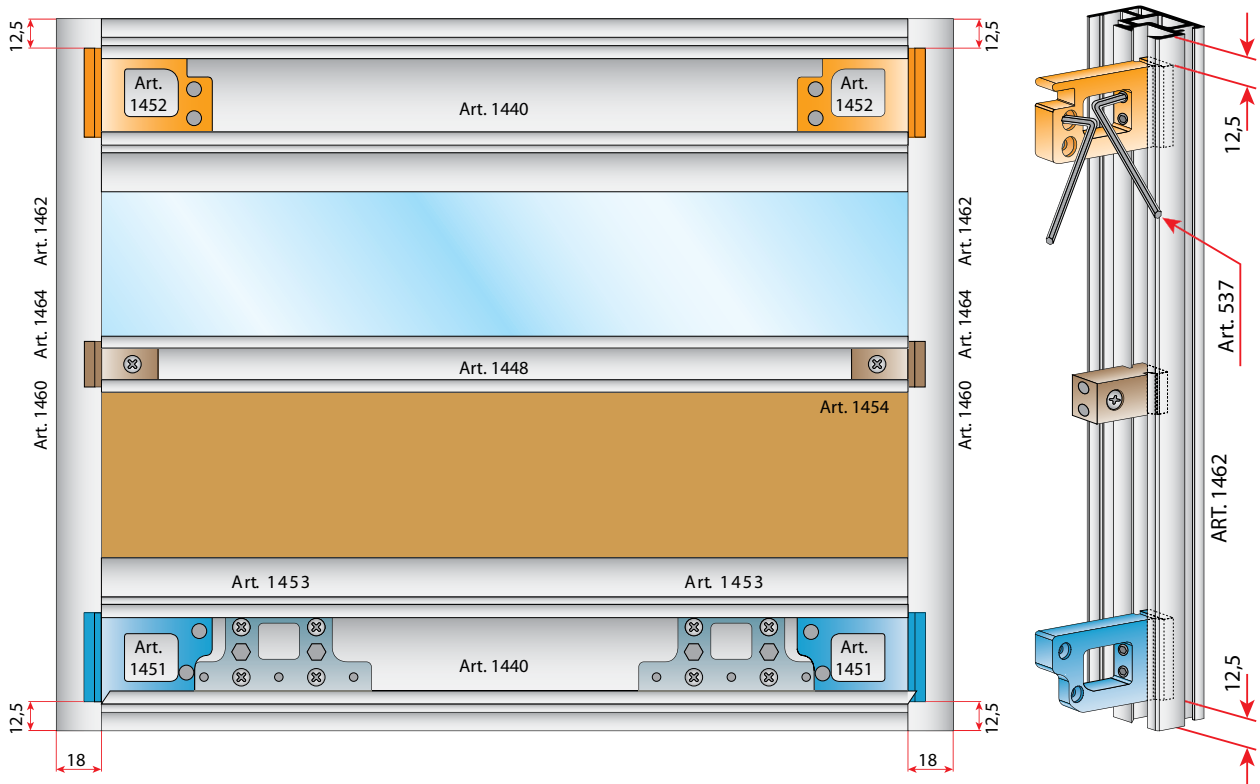 12,5
12,5
Art.
1452
Art. 1440
Art.
1452
Art. 1462
Art. 1464
Art. 1460
Art. 1462
Art. 1464
Art. 1460
Art. 1448
Art. 1454
Art. 1453
Art. 1453
Art.
1451
Art. 1440
Art.
1451
12,5
12,5
18
18
12,5
Art. 537
ART. 1462
12,5